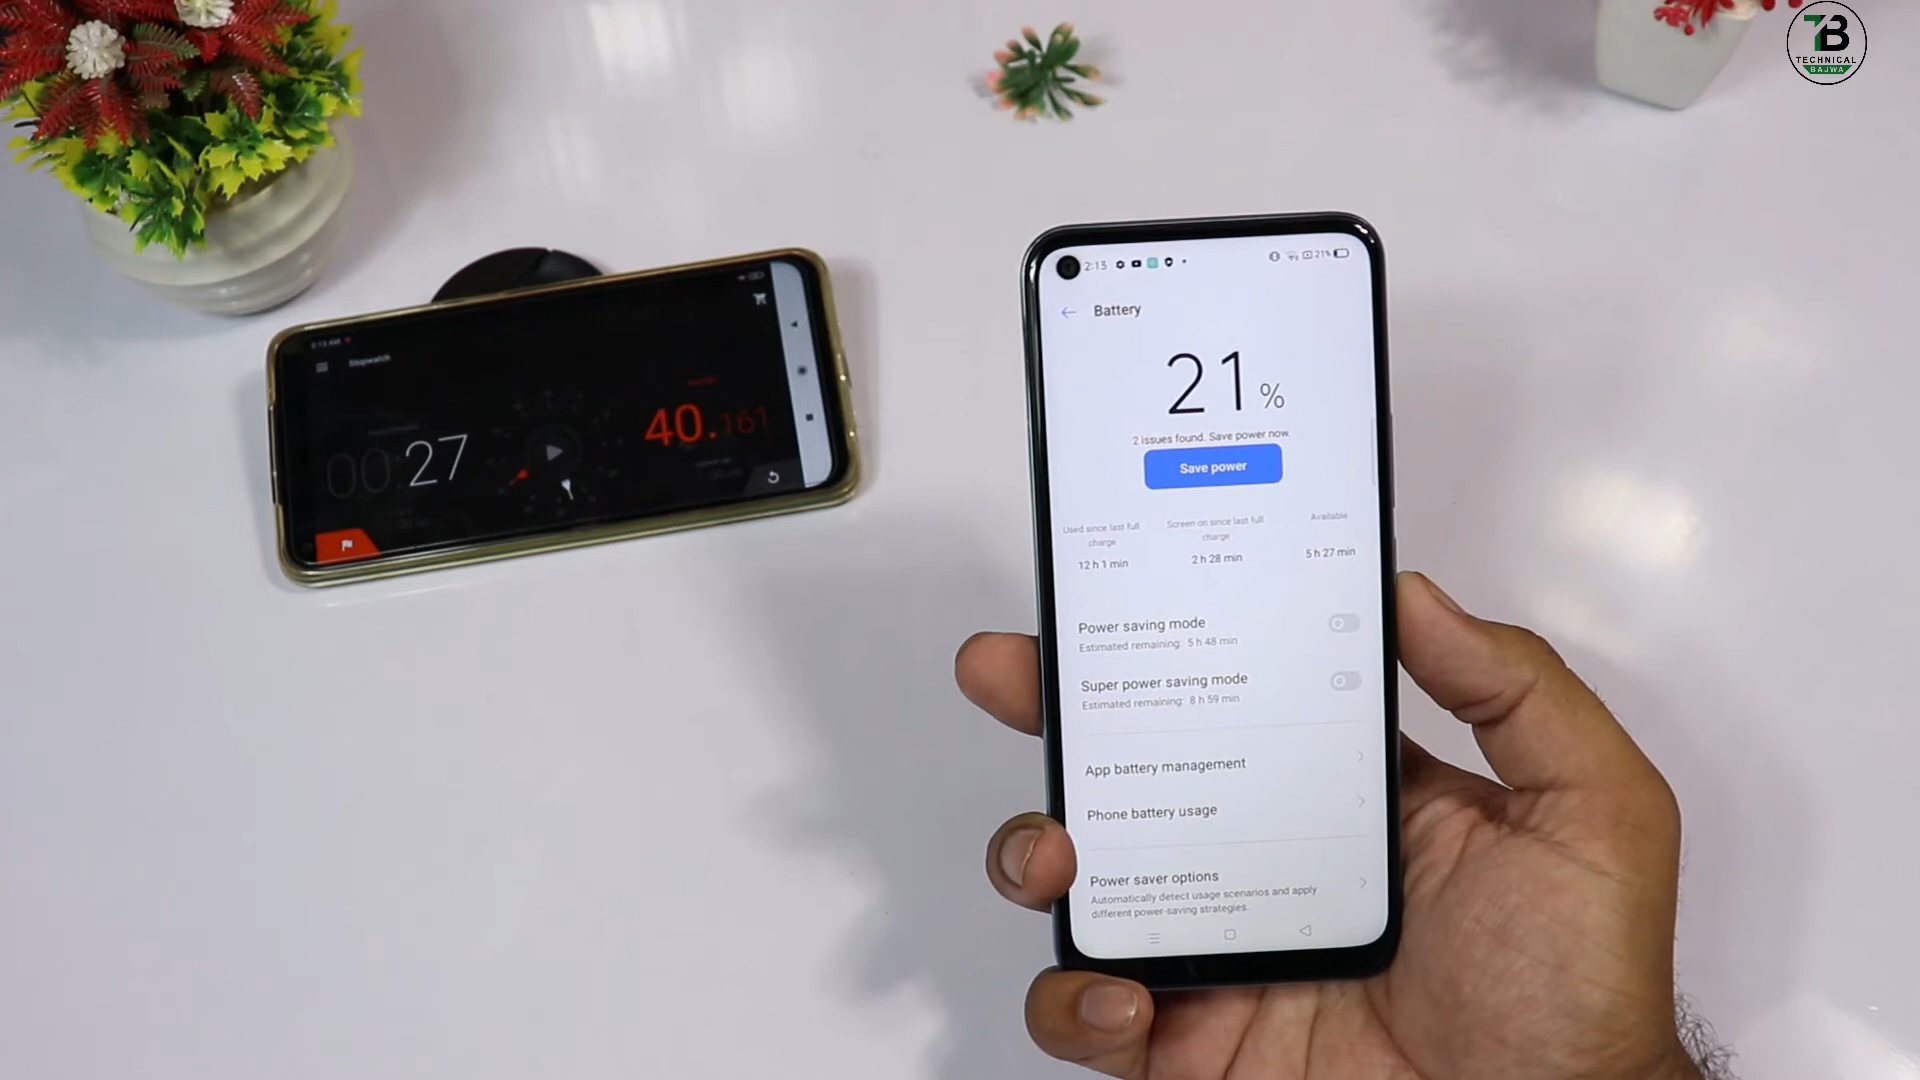 TB
TECHNICAL
BAJWA
2:13
21%
Battery
21%
2 issues found. Save power now.
Save power
Used since last full
charge
12 h 1 min
Screen on since last full
charge
2 h 28 min
Available
5 h 27 min
Power saving mode
Estimated remaining: 5 h 48 min
Super power saving mode
Estimated remaining: 8 h 59 min
App battery management
Phone battery usage
Power saver options
Automatically detect usage scenarios and apply
different power-saving strategies.
2:13 AM
Stopwatch
00:27
40.161